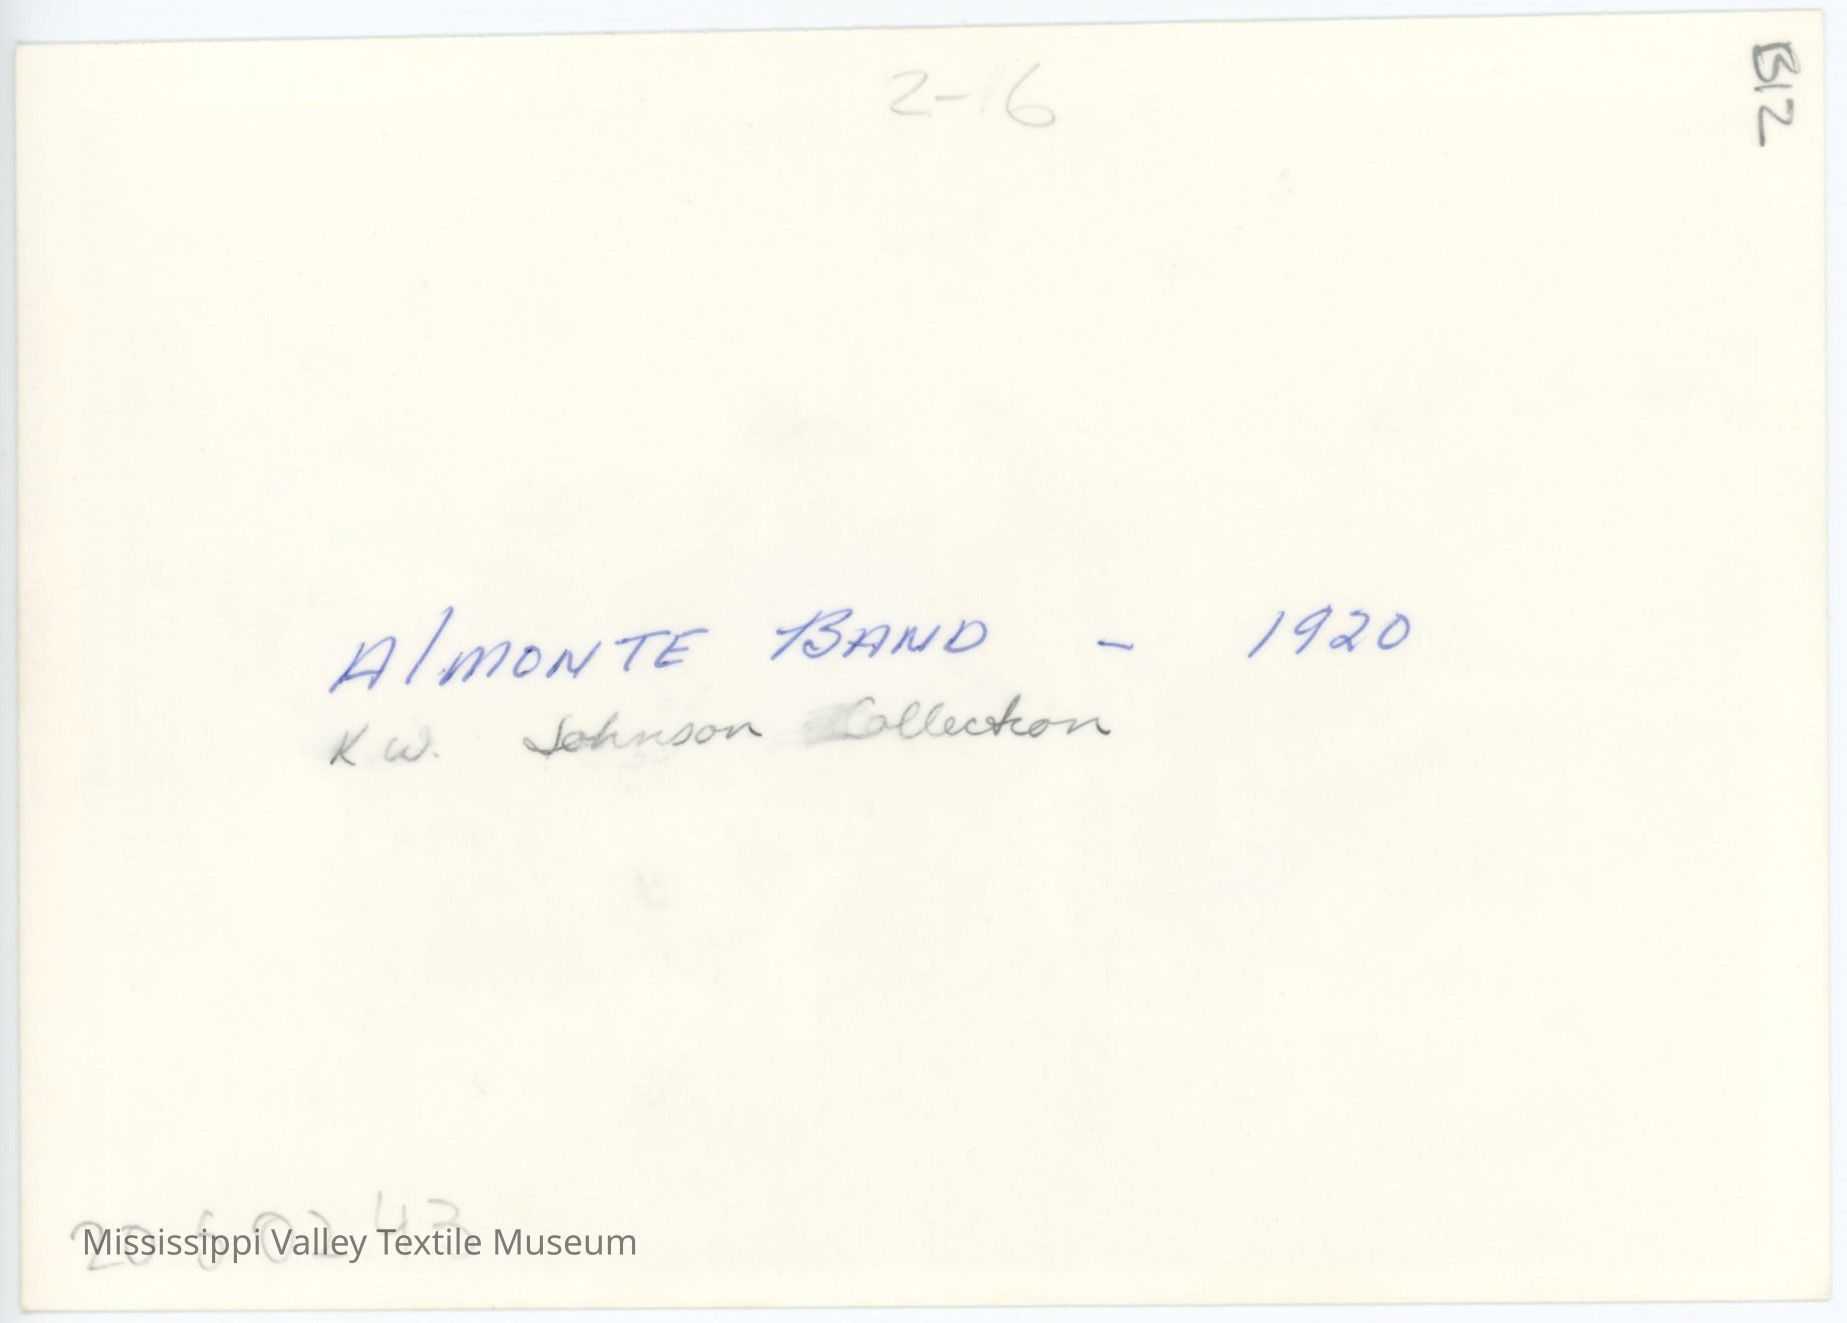 2-16
B12
AlMONTE BAND - 1920
K.W. Johnson Collection
Mississippi Valley Textile Museum